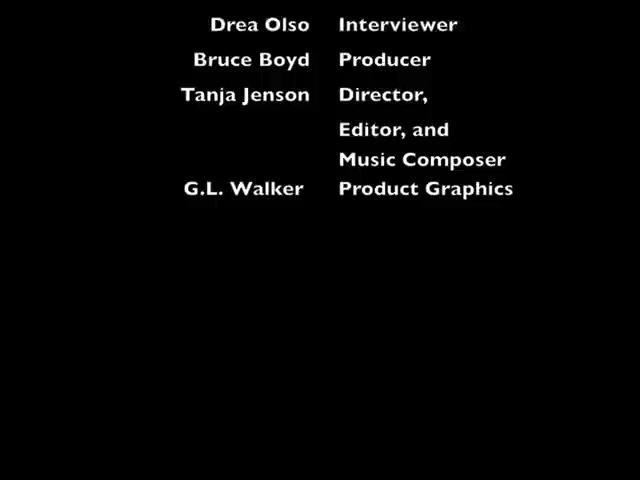 Drea Olso Interviewer
Bruce Boyd Producer
Tanja Jenson Director,
Editor, and
Music Composer
G.L. Walker Product Graphics